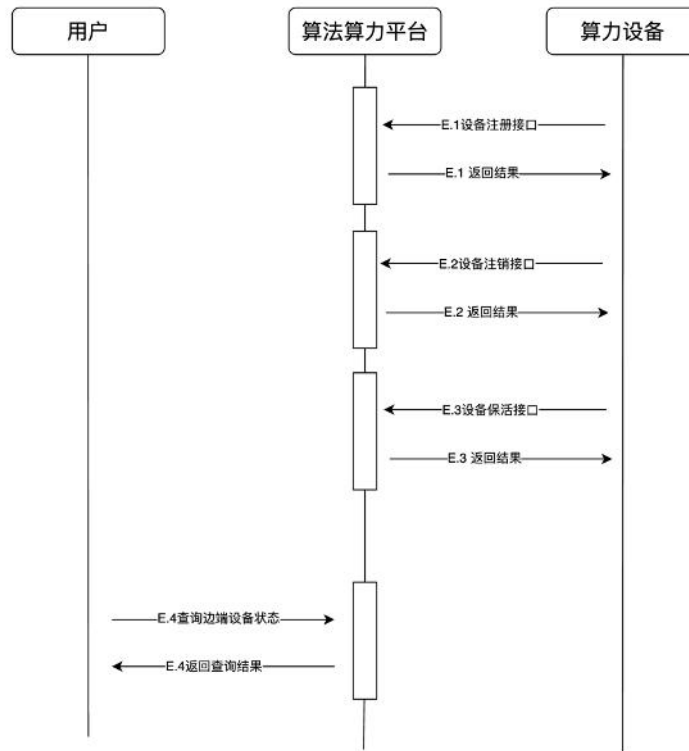 用户
算法算力平台
算力设备
E.1设备注册接口
E.1 返回结果
E.2设备注销接口
E.2 返回结果
E.3设备保活接口
E.3 返回结果
E.4查询边端设备状态
E.4返回查询结果